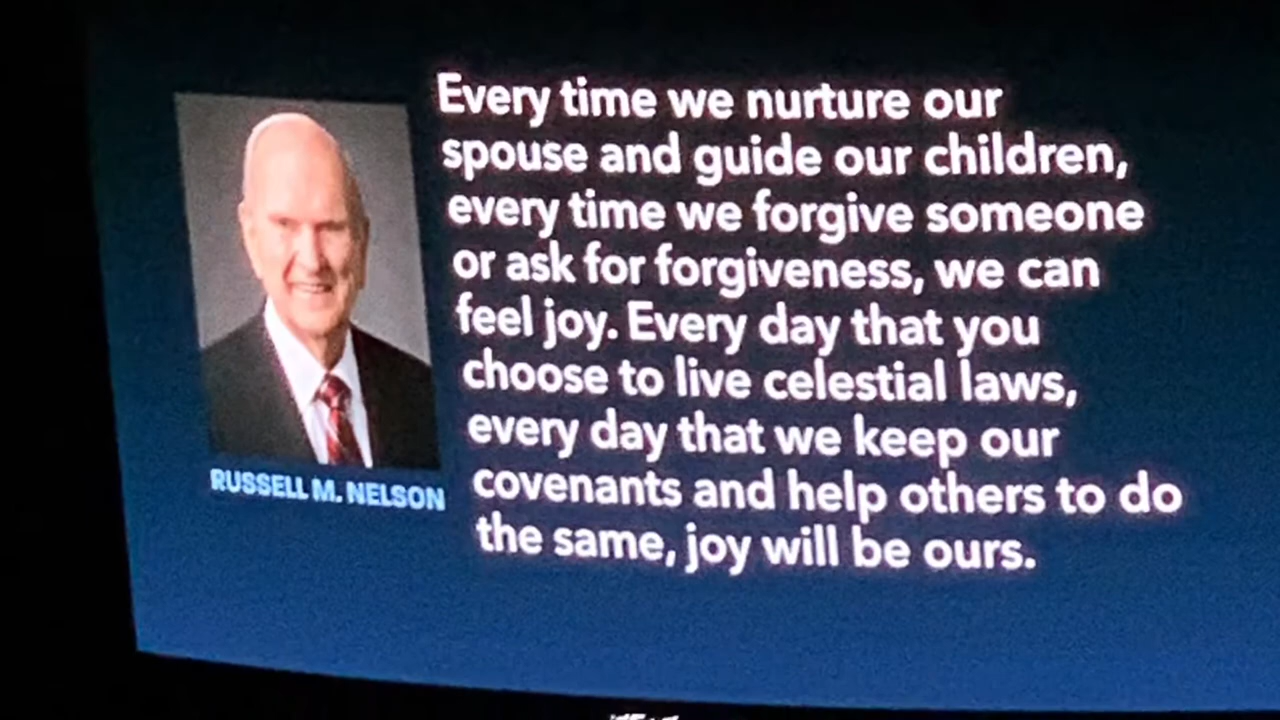 Every time we nurture our
spouse and guide our children,
every time we forgive someone
or ask for forgiveness, we can
feel joy. Every day that you
choose to live celestial laws,
every day that we keep our
covenants and help others to do
the same, joy will be ours.
RUSSELL M. NELSON